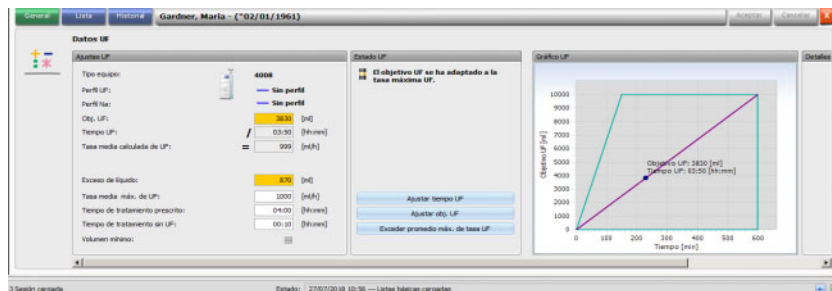 General Lista Historial Gardner, Maria - (*02/01/1961) Aceptar Cancelar X
Datos UF
Ajustes UF
Tipo equipo: 4008
Perfil UF: Sin perfil
Perfil Na: Sin perfil
Obj. UF: 3830 [ml]
Tiempo UF: / 03:50 [hh:mm]
Tasa media calculada de UF: = 999 [ml/h]
Exceso de líquido: 870 [ml]
Tasa media máx. de UF: 1000 [ml/h]
Tiempo de tratamiento prescrito: 04:00 [hh:mm]
Tiempo de tratamiento sin UF: 00:10 [hh:mm]
Volumen mínimo:
Estado UF
El objetivo UF se ha adaptado a la
tasa máxima UF.
Ajustar tiempo UF
Ajustar obj. UF
Exceder promedio máx. de tasa UF
Gráfico UF
Objetivo UF [ml]
10000
9000
8000
7000
6000
5000
4000
3000
2000
1000
0
Objetivo UF: 3830 [ml]
Tiempo UF: 03:50 [hh:mm]
0 100 200 300 400 500 600
Tiempo [min]
Detalles
3 Sesión cargada Estado: 27/07/2018 10:56 --- Listas básicas cargadas